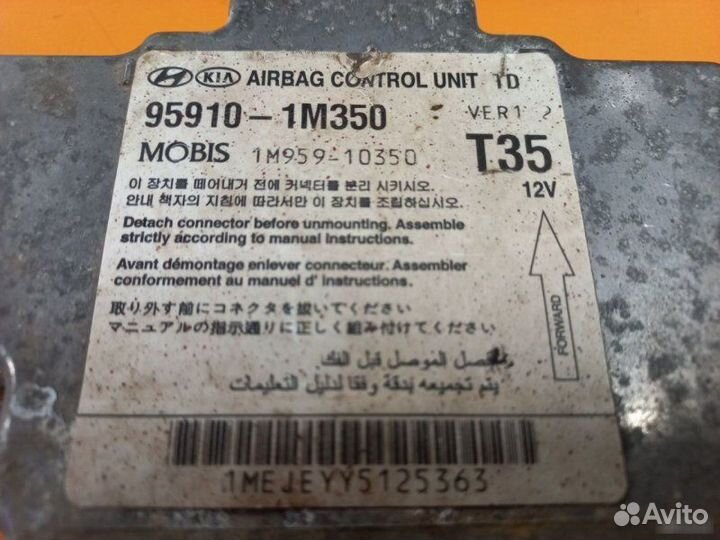 HYUNDAI KIA AIRBAG CONTROL UNIT TD
95910-1M350 VER1 2
MOBIS 1M959-10350 T35
12V
이 장치를 떼어내거 전에 커넥터를 분리 시키시오.
안내 책자의 지침에 따라서만 이 장치를 조립하십시오.
Detach connector before unmounting. Assemble
strictly according to manual instructions.
Avant démontage enlever connecteur. Assembler
conformement au manuel d' instructions.
FORWARD
取り外す前にコネクタを抜いてください
マニュアルの指示通りに正しく組み付けてください
فصل الموصل قبل الفك.
يتم تجميعه بدقة وفقا لدليل التعليمات
1MEJEYY5125363
Avito